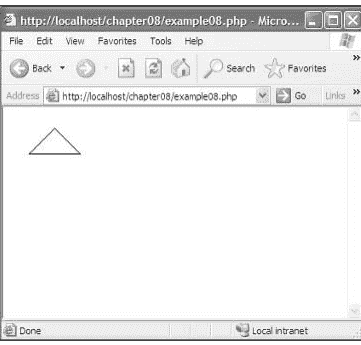 http://localhost/chapter08/example.php - Micro...
File Edit View Favorites Tools Help
Back Search Favorites »
Address http://localhost/chapter08/example08.php Go Links »
Done Local intranet